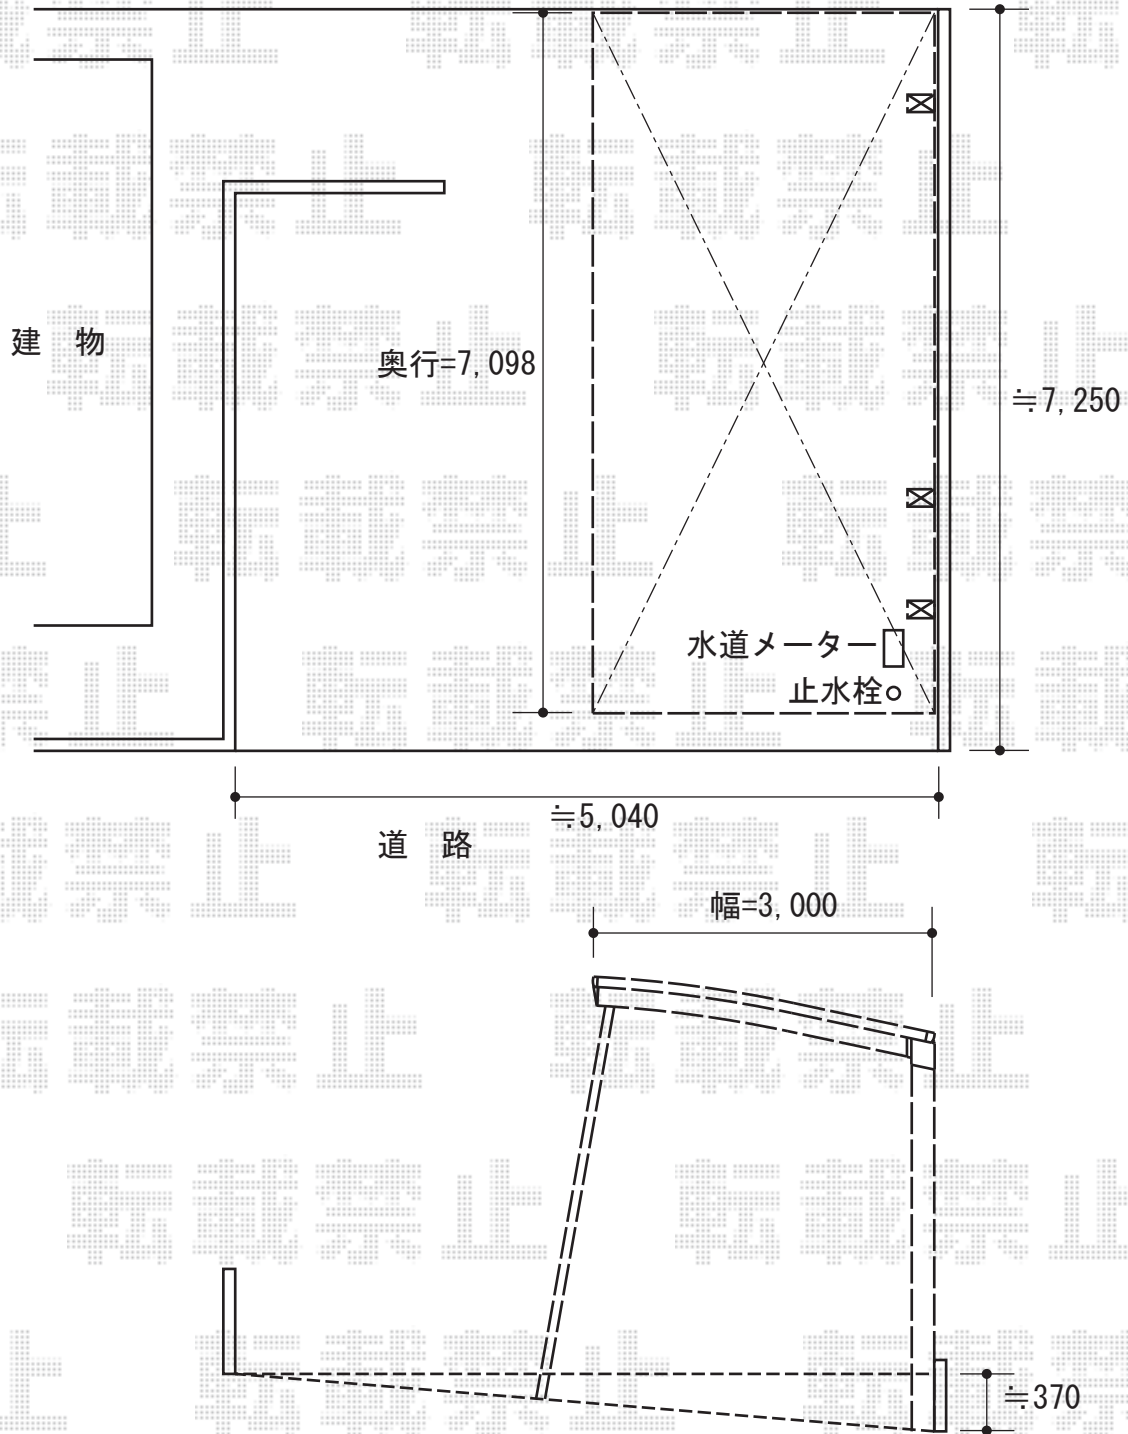 建 物
奥行=7,098
≒7,250
水道メーター
止水栓
≒5,040
道 路
幅=3,000
≒370
転載禁止